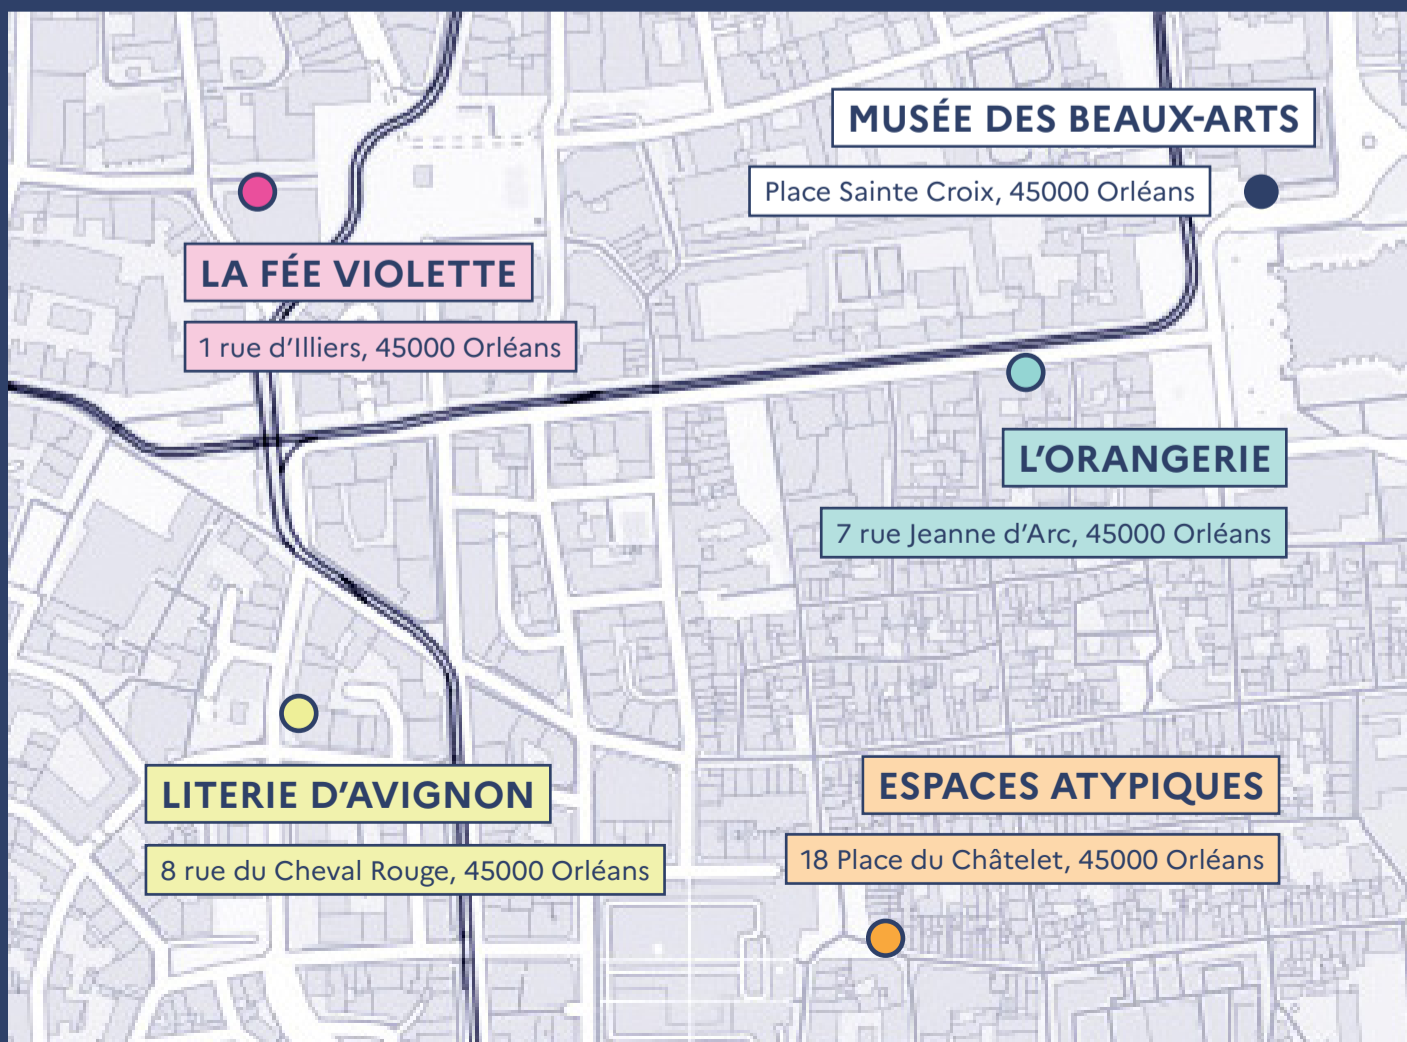 MUSÉE DES BEAUX-ARTS
Place Sainte Croix, 45000 Orléans
LA FÉE VIOLETTE
1 rue d'Illiers, 45000 Orléans
L'ORANGERIE
7 rue Jeanne d'Arc, 45000 Orléans
LITERIE D'AVIGNON
8 rue du Cheval Rouge, 45000 Orléans
ESPACES ATYPIQUES
18 Place du Châtelet, 45000 Orléans